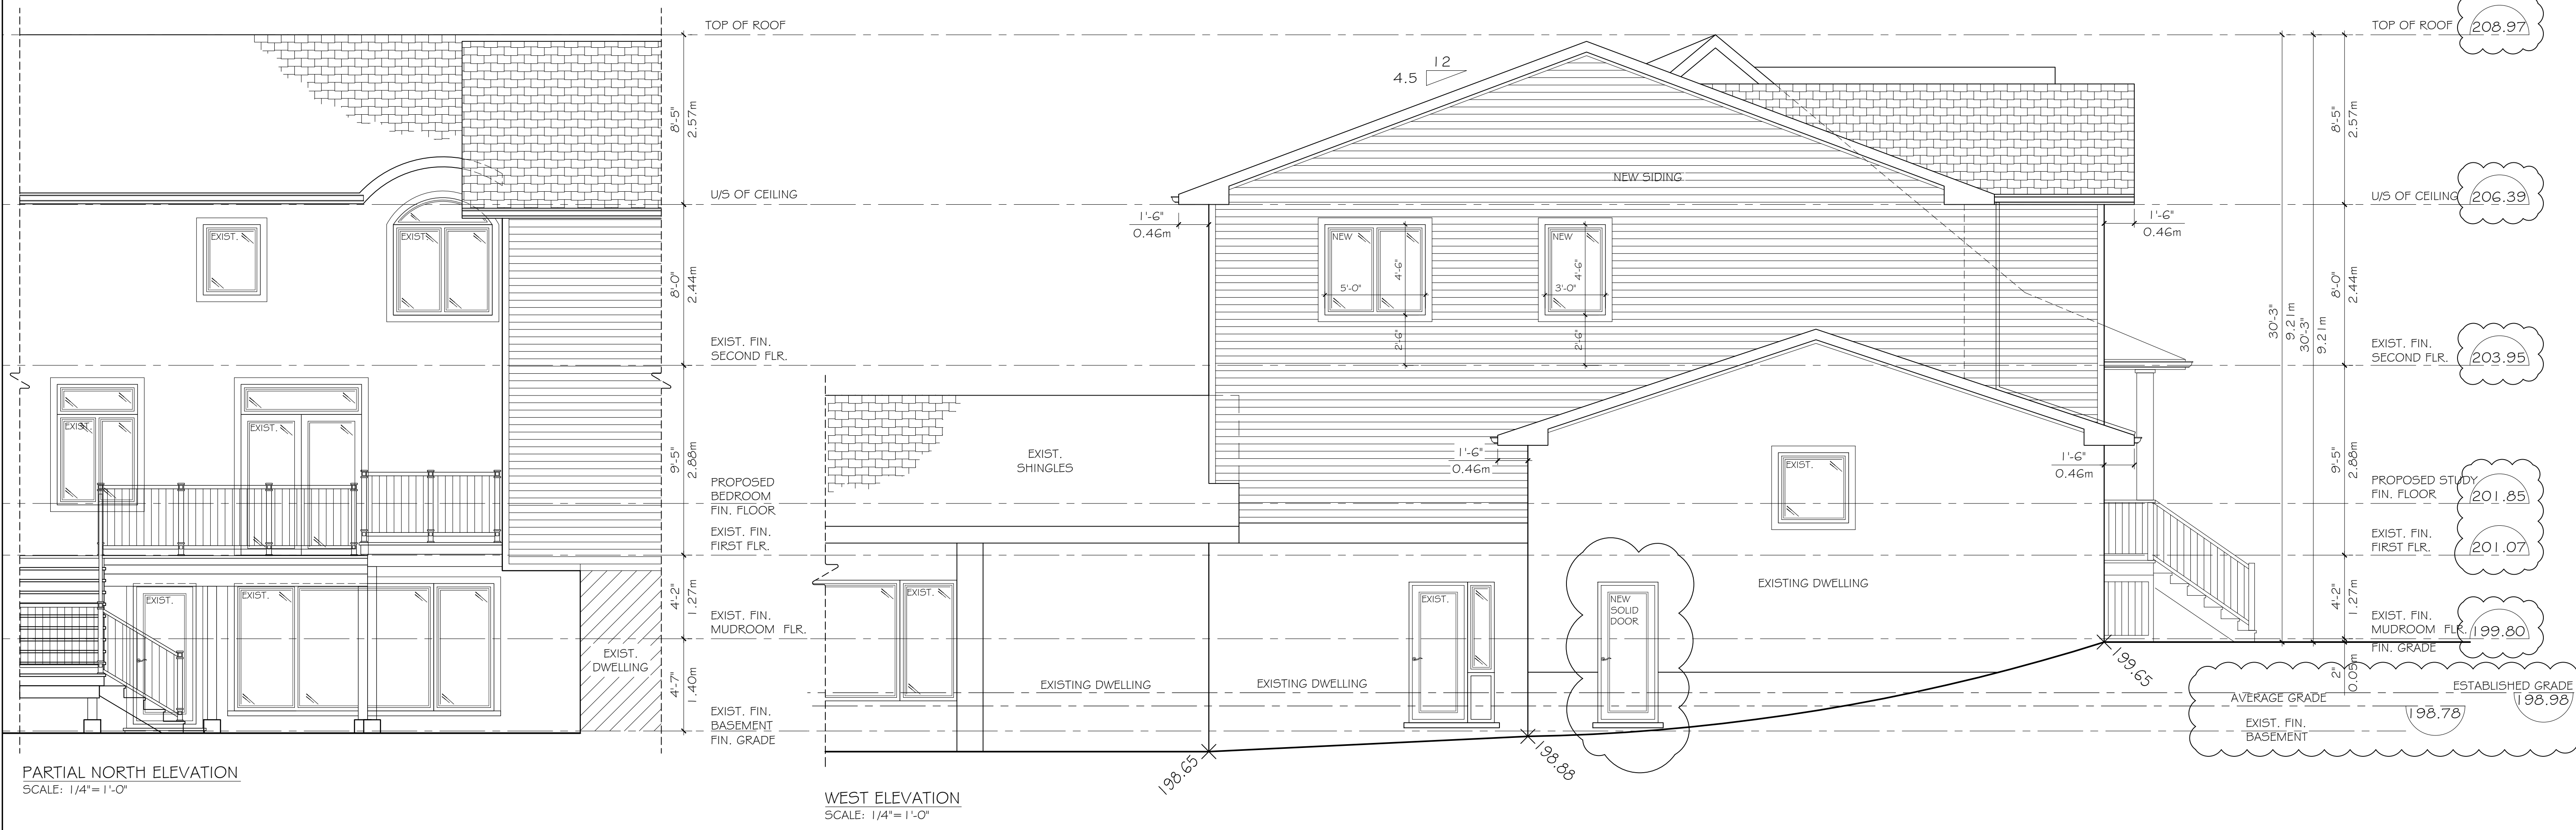 TOP OF ROOF
8'-5"
2.57m
U/S OF CEILING
8'-0"
2.44m
EXIST. FIN.
SECOND FLR.
9'-5"
2.88m
PROPOSED
BEDROOM
FIN. FLOOR
EXIST. FIN.
FIRST FLR.
4'-2"
1.27m
EXIST. FIN.
MUDROOM FLR.
4'-7"
1.40m
EXIST. FIN.
BASEMENT
FIN. GRADE
EXIST.
EXIST.
EXIST.
EXIST.
EXIST.
EXIST.
EXIST.
DWELLING
PARTIAL NORTH ELEVATION
SCALE: 1/4"=1'-0"
12
4.5
NEW SIDING
1'-6"
0.46m
NEW
4'-6"
5'-0"
2'-6"
NEW
4'-6"
3'-0"
2'-6"
1'-6"
0.46m
EXIST.
SHINGLES
1'-6"
0.46m
EXIST.
1'-6"
0.46m
EXIST.
EXISTING DWELLING
EXISTING DWELLING
EXIST.
NEW
SOLID
DOOR
EXISTING DWELLING
198.65
198.88
199.65
WEST ELEVATION
SCALE: 1/4"=1'-0"
30'-3"
9.21m
30'-3"
9.21m
TOP OF ROOF 208.97
8'-5"
2.57m
U/S OF CEILING 206.39
8'-0"
2.44m
EXIST. FIN.
SECOND FLR. 203.95
9'-5"
2.88m
PROPOSED STUDY
FIN. FLOOR 201.85
EXIST. FIN.
FIRST FLR. 201.07
4'-2"
1.27m
EXIST. FIN.
MUDROOM FLR. 199.80
FIN. GRADE
2"
0.05m
ESTABLISHED GRADE
198.98
AVERAGE GRADE
198.78
EXIST. FIN.
BASEMENT